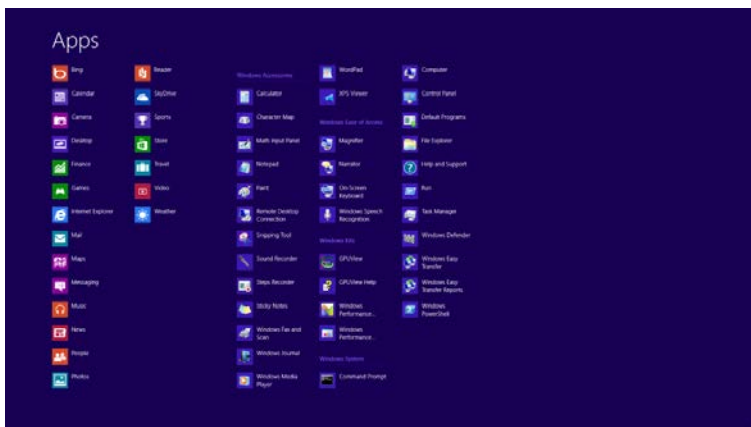 Apps
Bing
Calendar
Camera
Desktop
Finance
Games
Internet Explorer
Mail
Maps
Messaging
Music
News
People
Photos
Reader
SkyDrive
Sports
Store
Travel
Video
Weather
Windows Accessories
Calculator
Character Map
Math Input Panel
Notepad
Paint
Remote Desktop
Connection
Snipping Tool
Sound Recorder
Steps Recorder
Sticky Notes
Windows Fax and
Scan
Windows Journal
Windows Media
Player
WordPad
XPS Viewer
Windows Ease of Access
Magnifier
Narrator
On-Screen
Keyboard
Windows Speech
Recognition
Windows Kits
GPUView
GPUView Help
Windows
Performance...
Windows
Performance...
Windows System
Command Prompt
Computer
Control Panel
Default Programs
File Explorer
Help and Support
Run
Task Manager
Windows Defender
Windows Easy
Transfer
Windows Easy
Transfer Reports
Windows
PowerShell